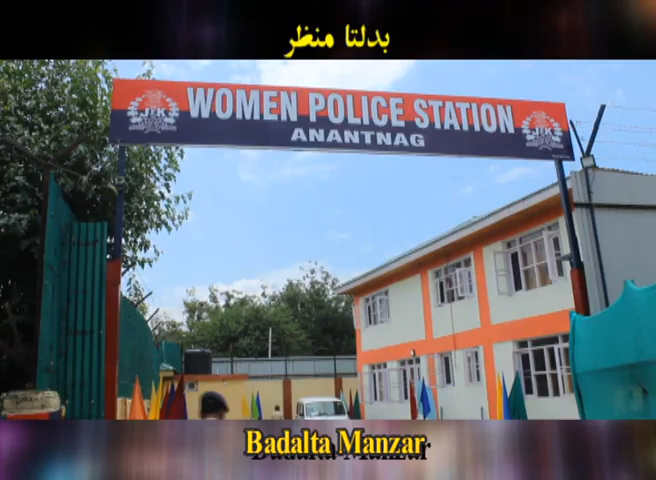 بدلتا منظر
WOMEN POLICE STATION
J&K J&K
ANANTNAG
Badalta Manzar